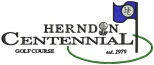 HERNDON
CENTENNIAL
GOLF COURSE est. 1979